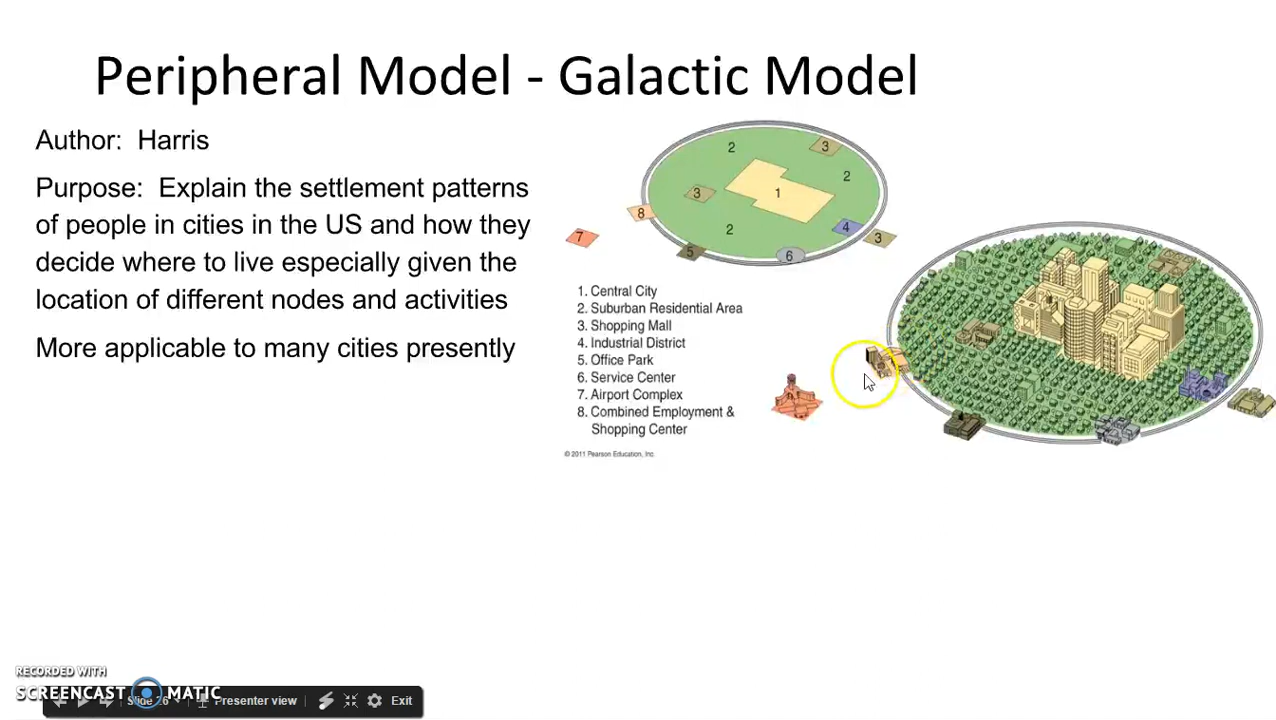 Peripheral Model - Galactic Model
Author: Harris
Purpose: Explain the settlement patterns
of people in cities in the US and how they
decide where to live especially given the
location of different nodes and activities
More applicable to many cities presently
2
3
2
3
1
8
2
4
7
3
5
6
1. Central City
2. Suburban Residential Area
3. Shopping Mall
4. Industrial District
5. Office Park
6. Service Center
7. Airport Complex
8. Combined Employment &
Shopping Center
© 2011 Pearson Education, Inc.
RECORDED WITH
SCREENCAST MATIC
Slide 26
Presenter view
Exit